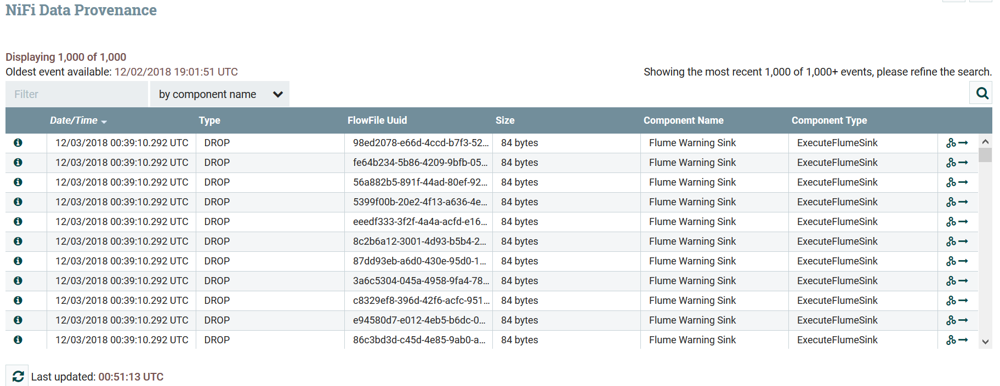 NiFi Data Provenance
Displaying 1,000 of 1,000
Oldest event available: 12/02/2018 19:01:51 UTC
Showing the most recent 1,000 of 1,000+ events, please refine the search.
Filter by component name
Date/Time Type FlowFile Uuid Size Component Name Component Type
12/03/2018 00:39:10.292 UTC DROP 98ed2078-e66d-4ccd-b7f3-52... 84 bytes Flume Warning Sink ExecuteFlumeSink
12/03/2018 00:39:10.292 UTC DROP fe64b234-5b86-4209-9bfb-05... 84 bytes Flume Warning Sink ExecuteFlumeSink
12/03/2018 00:39:10.292 UTC DROP 56a882b5-891f-44ad-80ef-92... 84 bytes Flume Warning Sink ExecuteFlumeSink
12/03/2018 00:39:10.292 UTC DROP 5399f00b-20e2-4f13-a636-4e... 84 bytes Flume Warning Sink ExecuteFlumeSink
12/03/2018 00:39:10.292 UTC DROP eeedf333-3f2f-4a4a-acfd-e16... 84 bytes Flume Warning Sink ExecuteFlumeSink
12/03/2018 00:39:10.292 UTC DROP 8c2b6a12-3001-4d93-b5b4-2... 84 bytes Flume Warning Sink ExecuteFlumeSink
12/03/2018 00:39:10.292 UTC DROP 87dd93eb-a6d0-430e-95d0-1... 84 bytes Flume Warning Sink ExecuteFlumeSink
12/03/2018 00:39:10.292 UTC DROP 3a6c5304-045a-4958-9fa4-78... 84 bytes Flume Warning Sink ExecuteFlumeSink
12/03/2018 00:39:10.292 UTC DROP c8329ef8-396d-42f6-acfc-951... 84 bytes Flume Warning Sink ExecuteFlumeSink
12/03/2018 00:39:10.292 UTC DROP e94580d7-e012-4eb5-b6dc-0... 84 bytes Flume Warning Sink ExecuteFlumeSink
12/03/2018 00:39:10.292 UTC DROP 86c3bd3d-c45d-4e85-9ab0-a... 84 bytes Flume Warning Sink ExecuteFlumeSink
Last updated: 00:51:13 UTC